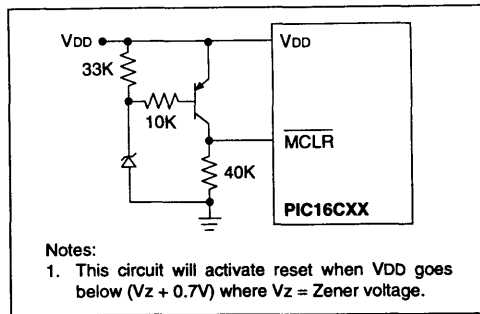 VDD
VDD
33K
10K
MCLR
40K
PIC16CXX
Notes:
1. This circuit will activate reset when VDD goes
below (Vz + 0.7V) where Vz = Zener voltage.